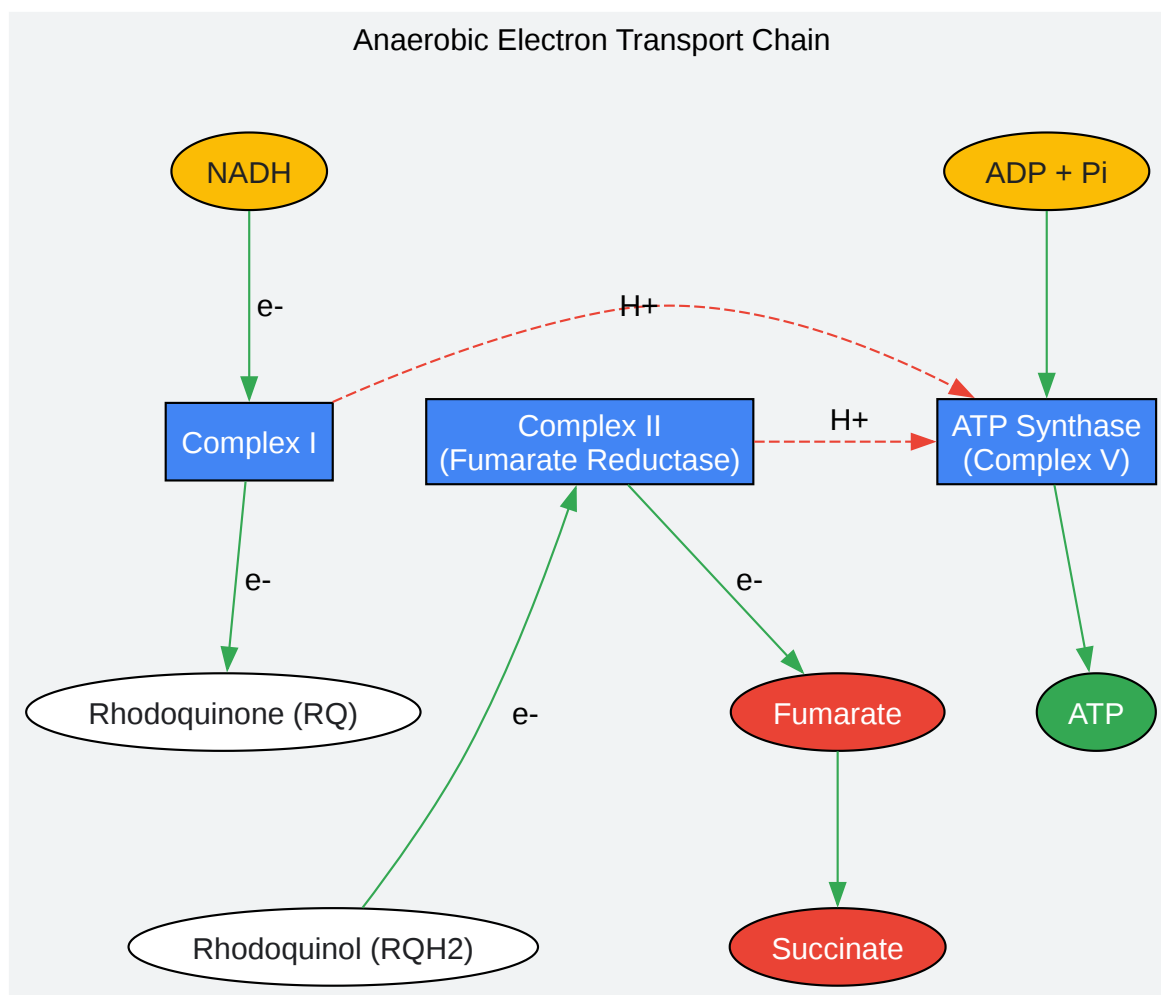 Anaerobic Electron Transport Chain
NADH
ADP + Pi
e-
H+
Complex I
Complex II
(Fumarate Reductase)
H+
ATP Synthase
(Complex V)
e-
e-
Rhodoquinone (RQ)
e-
Fumarate
ATP
Rhodoquinol (RQH2)
Succinate